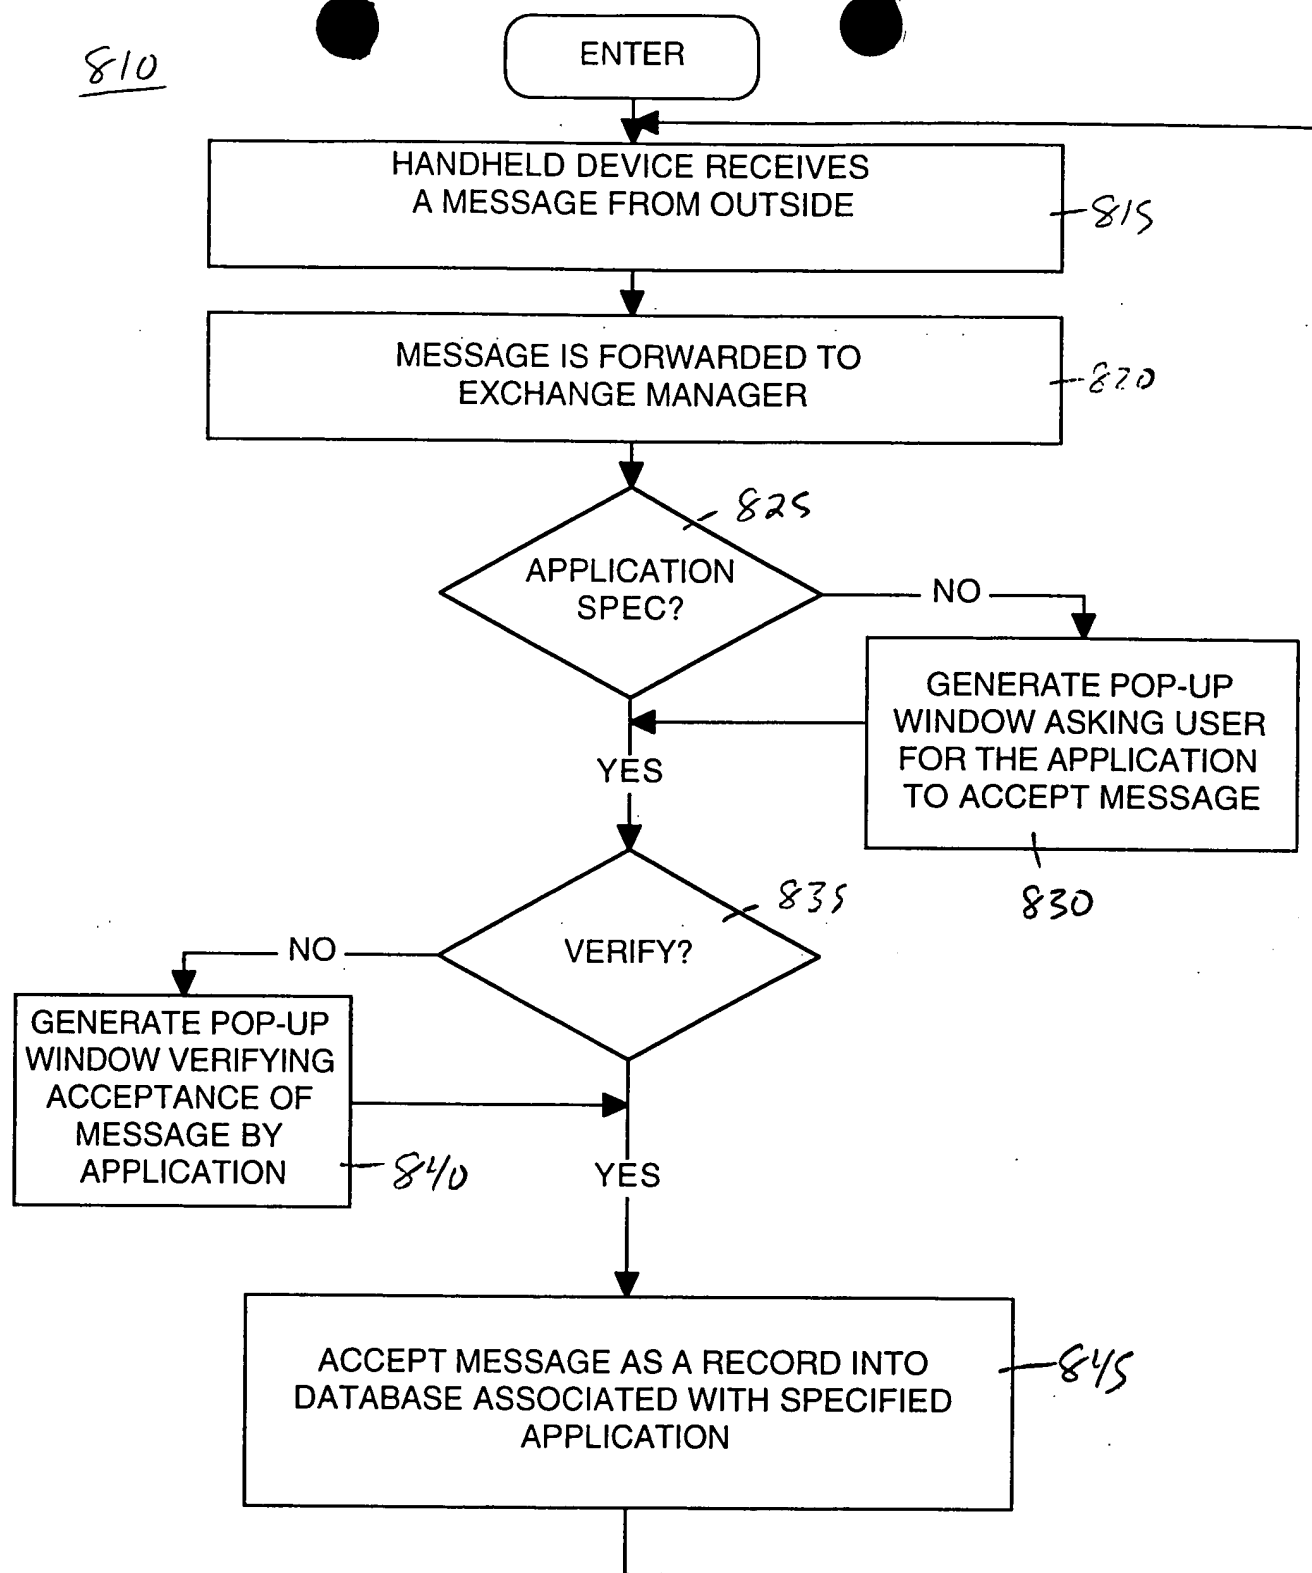 810
ENTER
HANDHELD DEVICE RECEIVES
A MESSAGE FROM OUTSIDE
815
MESSAGE IS FORWARDED TO
EXCHANGE MANAGER
820
825
APPLICATION
SPEC?
NO
GENERATE POP-UP
WINDOW ASKING USER
FOR THE APPLICATION
TO ACCEPT MESSAGE
830
YES
835
VERIFY?
NO
GENERATE POP-UP
WINDOW VERIFYING
ACCEPTANCE OF
MESSAGE BY
APPLICATION
840
YES
ACCEPT MESSAGE AS A RECORD INTO
DATABASE ASSOCIATED WITH SPECIFIED
APPLICATION
845